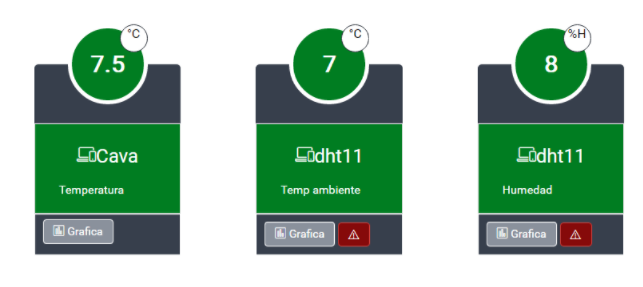 °C
7.5
Cava
Temperatura
Grafica
°C
7
dht11
Temp ambiente
Grafica
%H
8
dht11
Humedad
Grafica